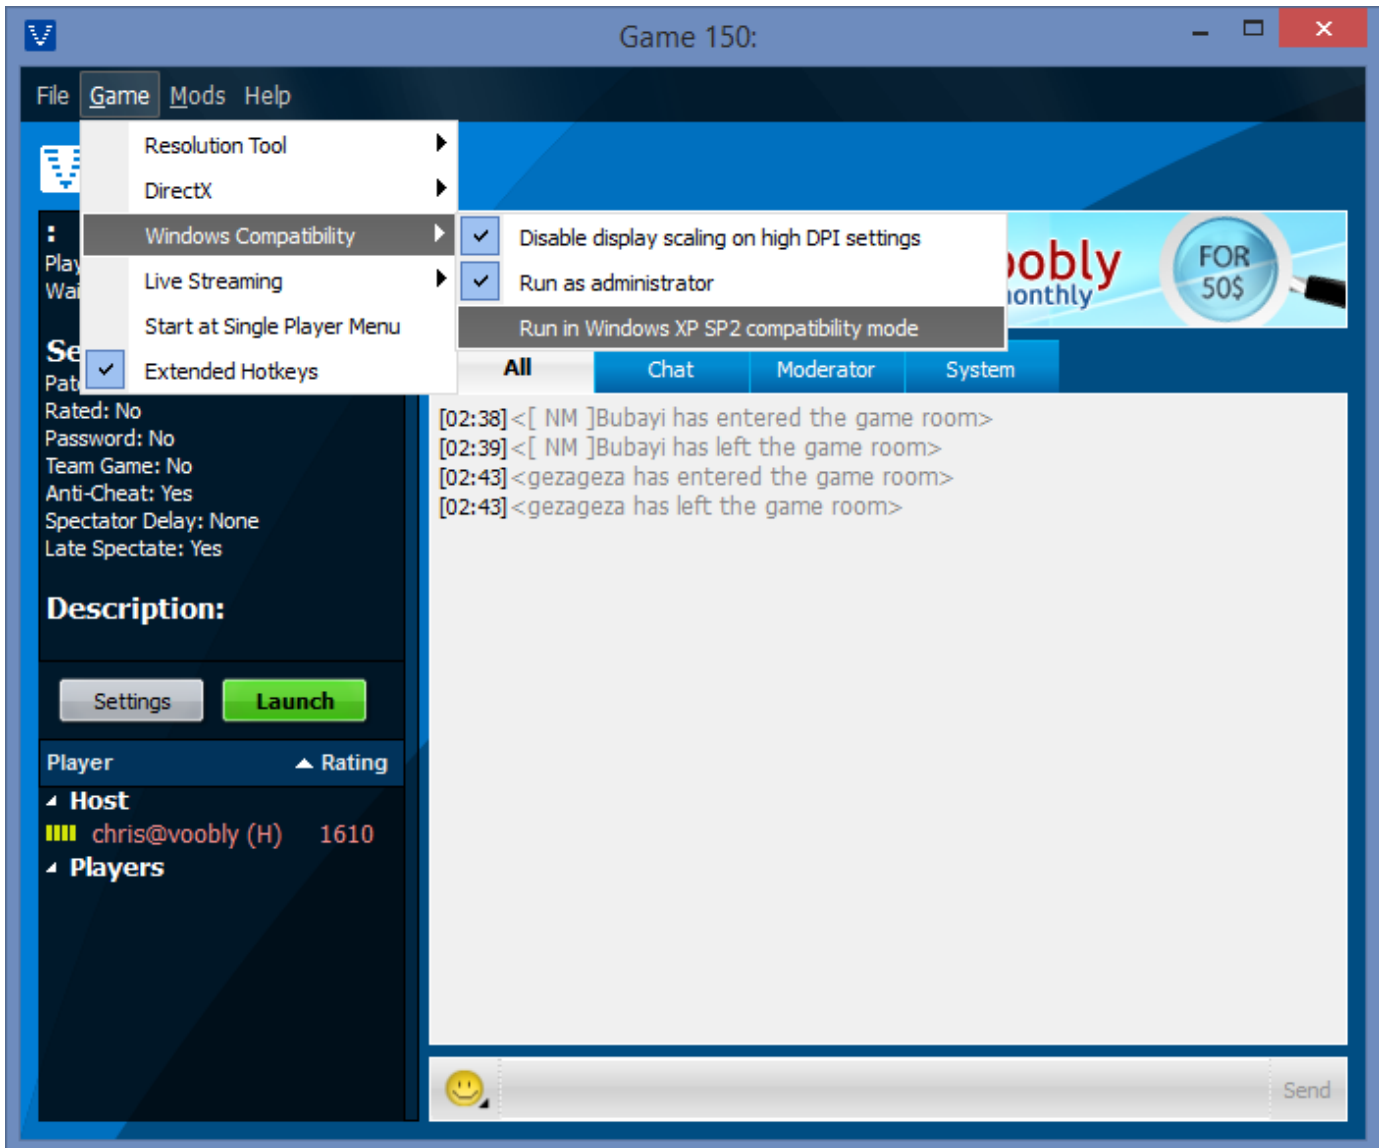 Game 150:
File Game Mods Help
Resolution Tool
DirectX
Windows Compatibility
Live Streaming
Start at Single Player Menu
Extended Hotkeys
Disable display scaling on high DPI settings
Run as administrator
Run in Windows XP SP2 compatibility mode
:
FOR
50$
Rated: No
Password: No
Team Game: No
Anti-Cheat: Yes
Spectator Delay: None
Late Spectate: Yes
Description:
Settings Launch
Player Rating
Host
chris@voobly (H) 1610
Players
All Chat Moderator System
[02:38] <[ NM ]Bubayi has entered the game room>
[02:39] <[ NM ]Bubayi has left the game room>
[02:43] <gezageza has entered the game room>
[02:43] <gezageza has left the game room>
Send